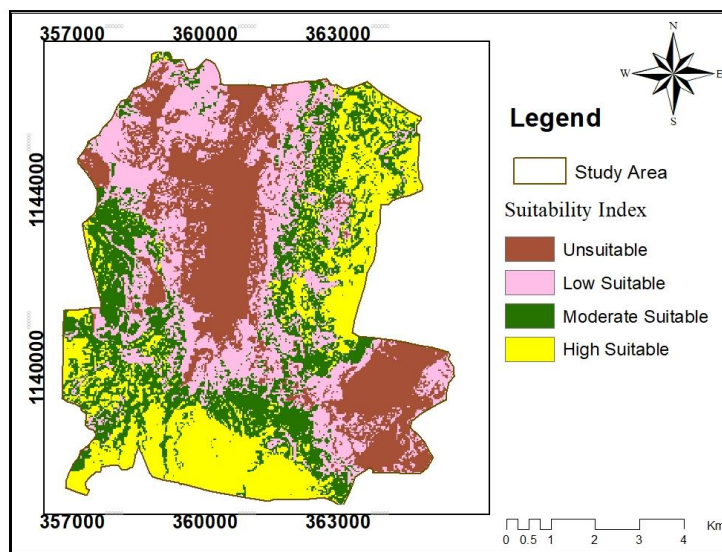 357000 360000 363000
N
W E
S
Legend
Study Area
Suitability Index
Unsuitable
Low Suitable
Moderate Suitable
High Suitable
1144000
1140000
357000 360000 363000
Km
0 0.5 1 2 3 4